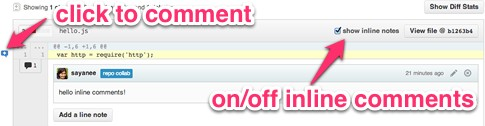 click to comment
Show Diff Stats
hello.js
show inline notes
View file @ b1263b4
@@ -1,6 +1,6 @@
1 1 var http = require('http');
1
sayanee repo collab 21 minutes ago
hello inline comments!
on/off inline comments
Add a line note